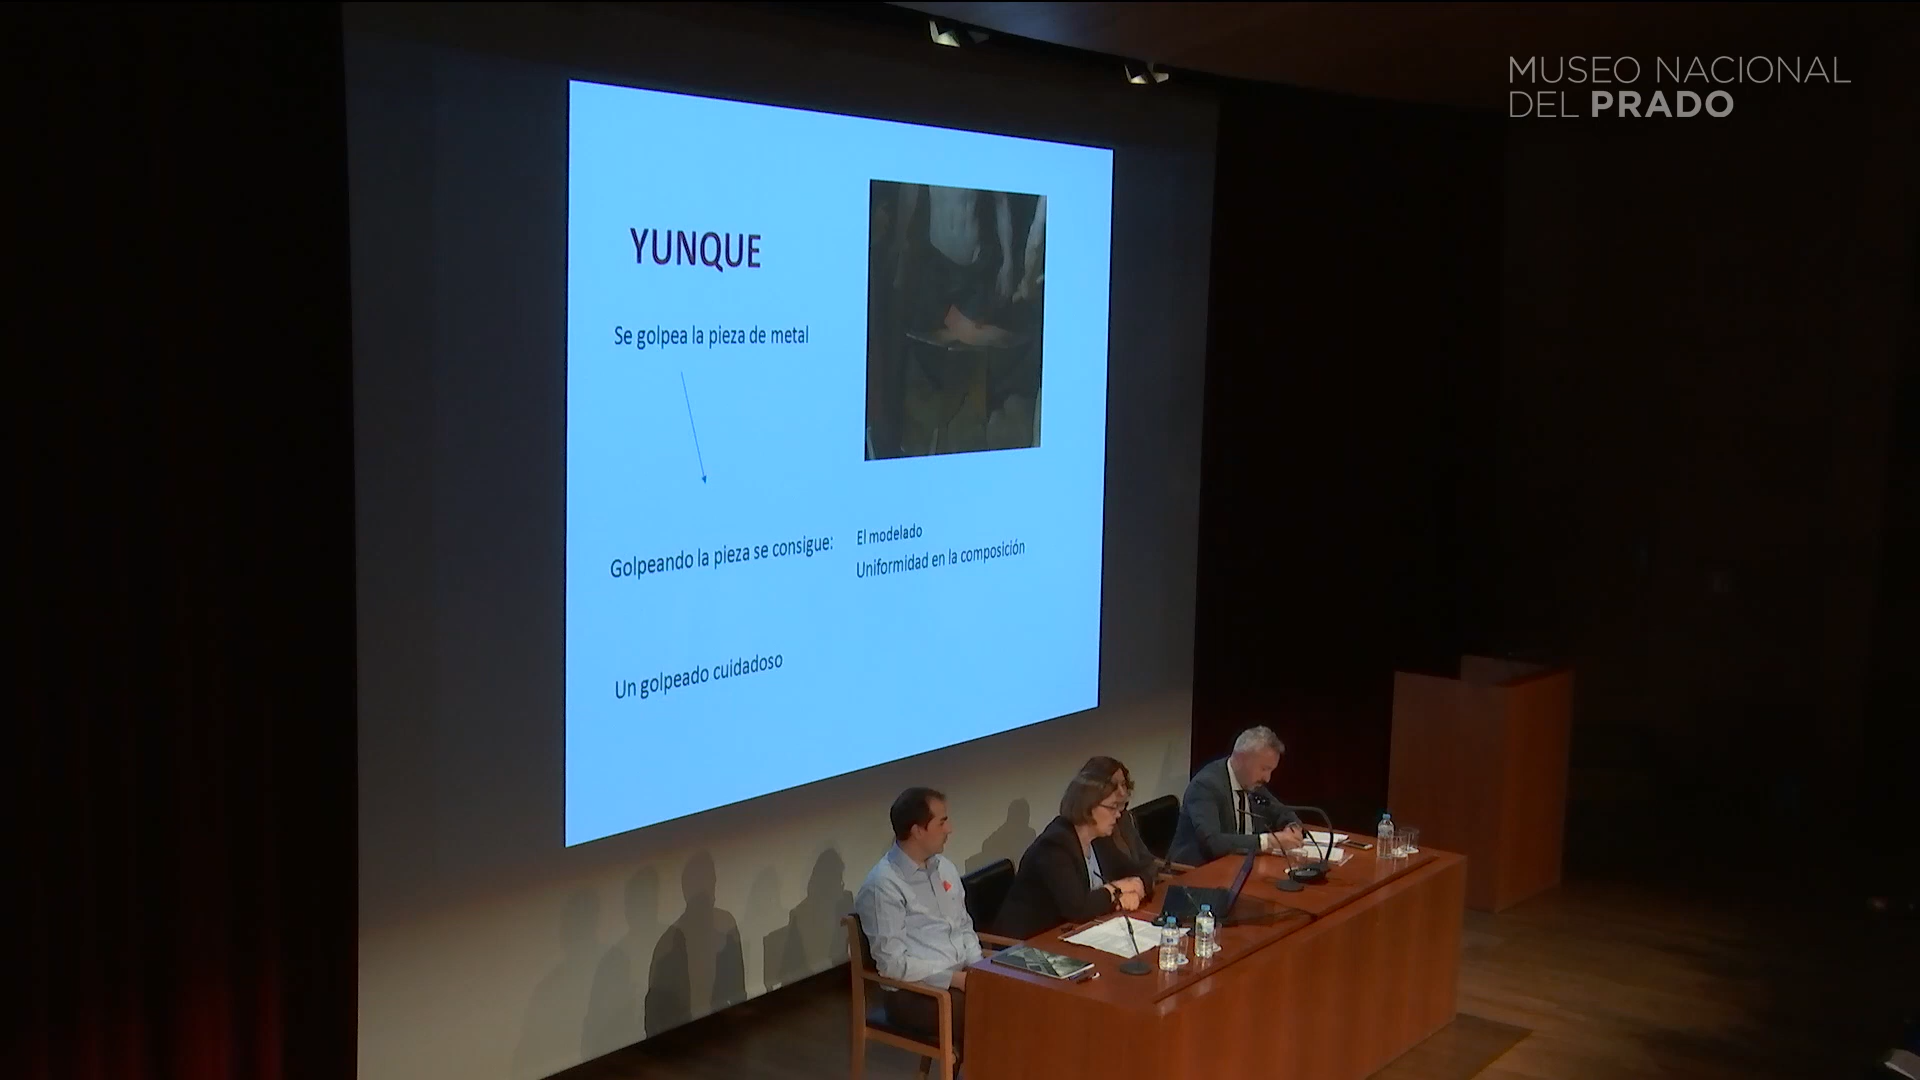 MUSEO NACIONAL
DEL PRADO
YUNQUE
Se golpea la pieza de metal
Golpeando la pieza se consigue:
El modelado
Uniformidad en la composición
Un golpeado cuidadoso